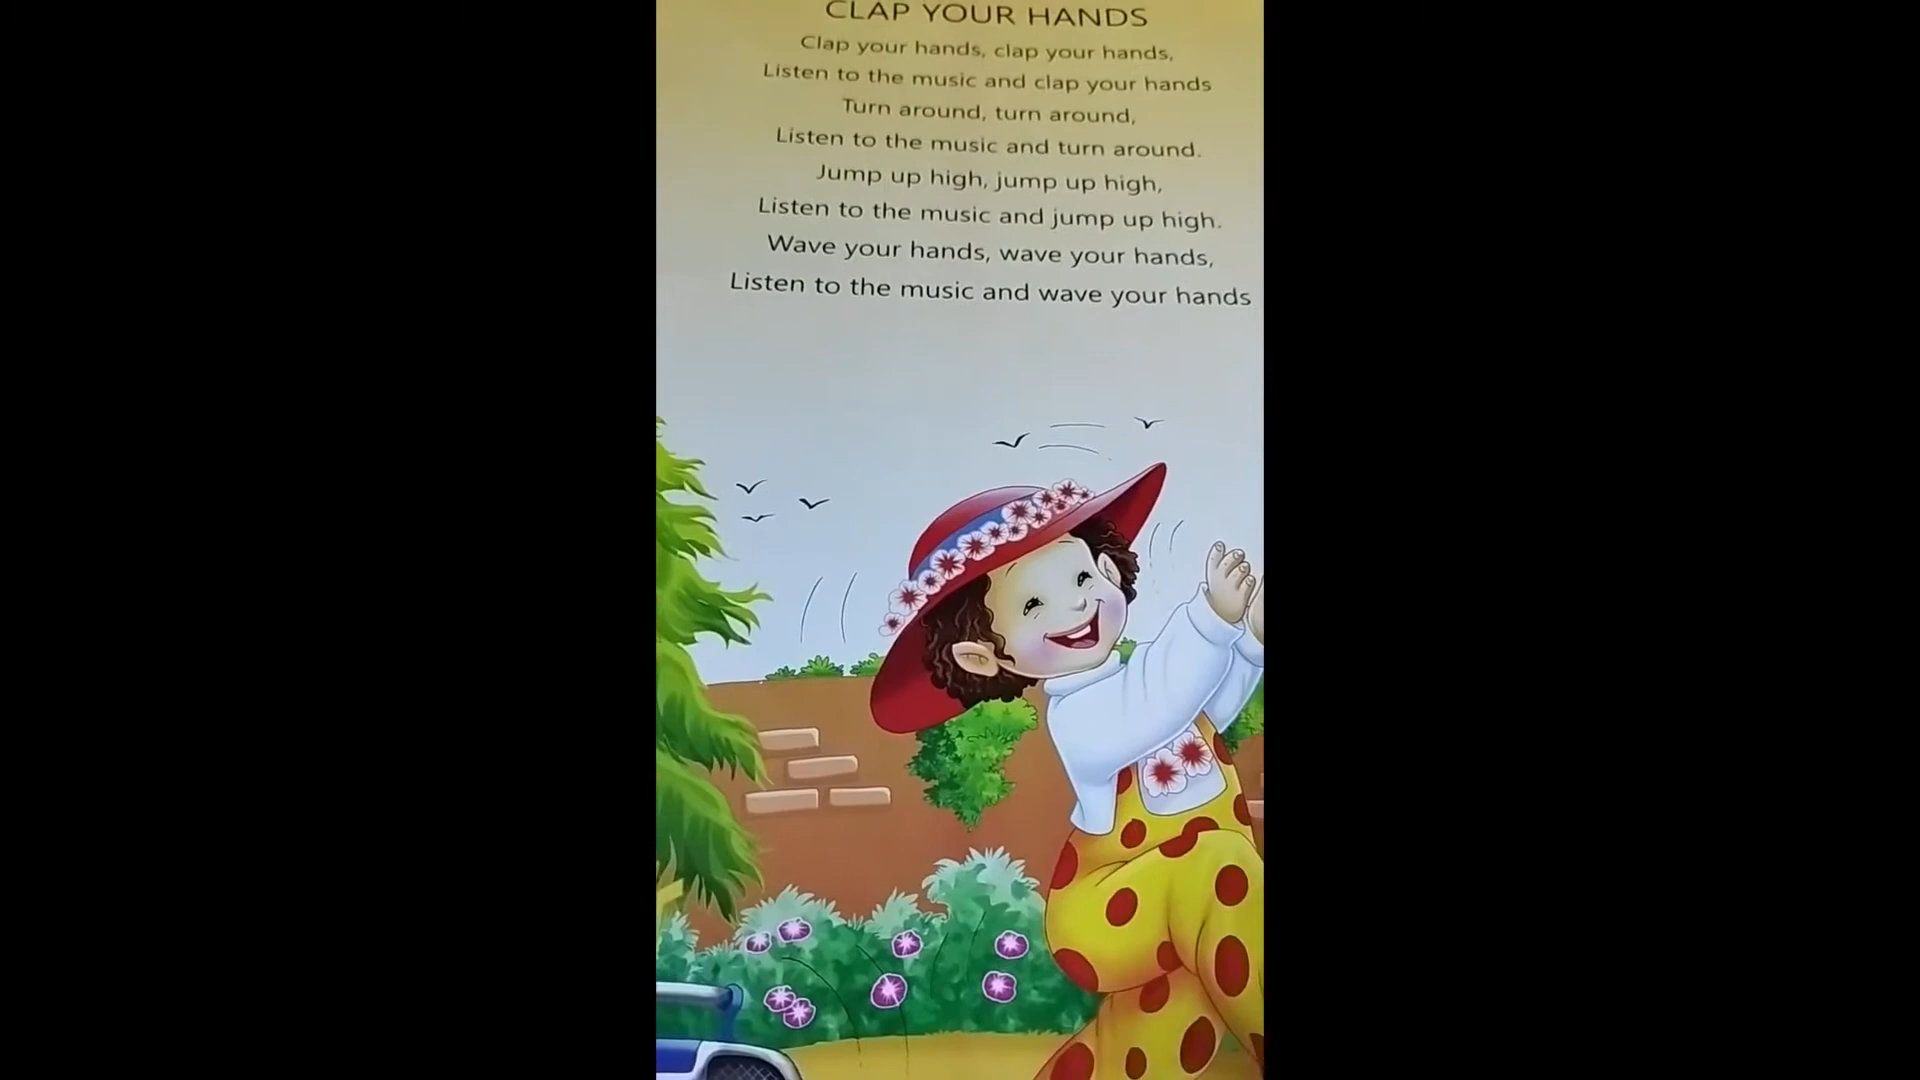 CLAP YOUR HANDS
Clap your hands, clap your hands,
Listen to the music and clap your hands
Turn around, turn around,
Listen to the music and turn around.
Jump up high, jump up high,
Listen to the music and jump up high.
Wave your hands, wave your hands,
Listen to the music and wave your hands